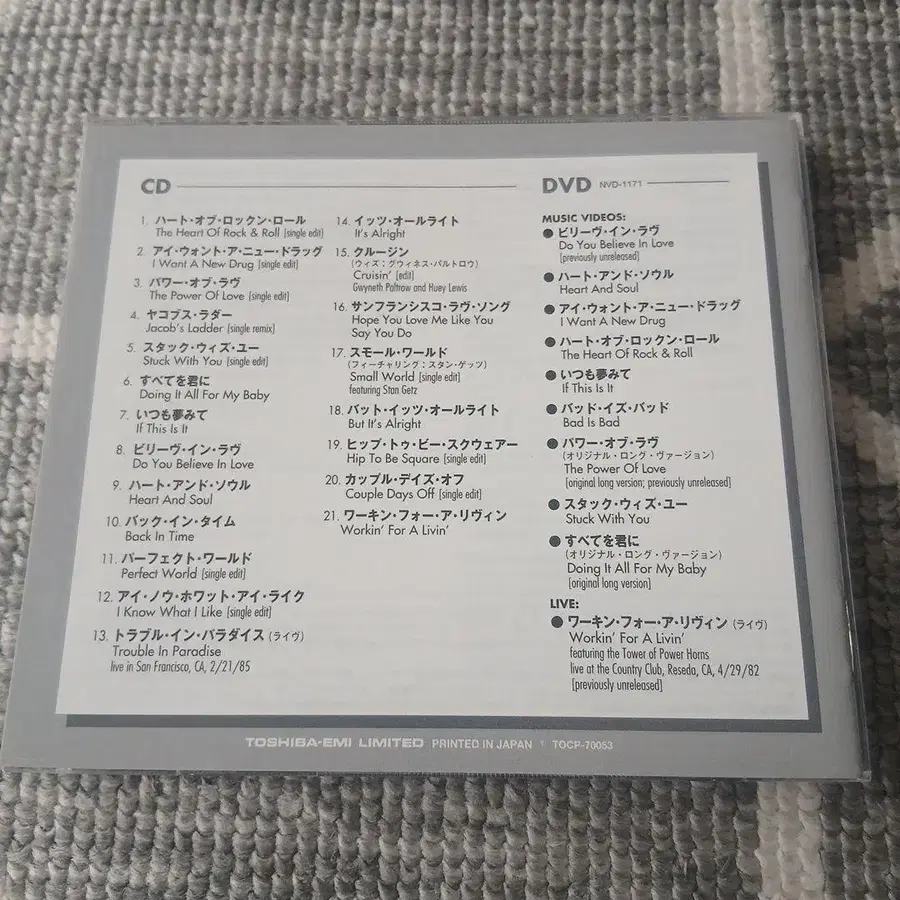 CD
1. ハート・オブ・ロックン・ロール
The Heart Of Rock & Roll [single edit]
2. アイ・ウォント・ア・ニュー・ドラッグ
I Want A New Drug [single edit]
3. パワー・オブ・ラヴ
The Power Of Love [single edit]
4. ヤコブス・ラダー
Jacob's Ladder [single remix]
5. スタック・ウィズ・ユー
Stuck With You [single edit]
6. すべてを君に
Doing It All For My Baby
7. いつも夢みて
If This Is It
8. ビリーヴ・イン・ラヴ
Do You Believe In Love
9. ハート・アンド・ソウル
Heart And Soul
10. バック・イン・タイム
Back In Time
11. パーフェクト・ワールド
Perfect World [single edit]
12. アイ・ノウ・ホワット・アイ・ライク
I Know What I Like [single edit]
13. トラブル・イン・パラダイス (ライヴ)
Trouble In Paradise
live in San Francisco, CA, 2/21/85
14. イッツ・オールライト
It's Alright
15. クルージン
(ウィズ：グウィネス・パルトロウ)
Cruisin' [edit]
Gwyneth Paltrow and Huey Lewis
16. サンフランシスコ・ラヴ・ソング
Hope You Love Me Like You
Say You Do
17. スモール・ワールド
(フィーチャリング：スタン・ゲッツ)
Small World [single edit]
featuring Stan Getz
18. バット・イッツ・オールライト
But It's Alright
19. ヒップ・トゥ・ビー・スクウェアー
Hip To Be Square [single edit]
20. カップル・デイズ・オフ
Couple Days Off [single edit]
21. ワーキン・フォー・ア・リヴィン
Workin' For A Livin'
DVD NVD-1171
MUSIC VIDEOS:
● ビリーヴ・イン・ラヴ
Do You Believe In Love
[previously unreleased]
● ハート・アンド・ソウル
Heart And Soul
● アイ・ウォント・ア・ニュー・ドラッグ
I Want A New Drug
● ハート・オブ・ロックン・ロール
The Heart Of Rock & Roll
● いつも夢みて
If This Is It
● バッド・イズ・バッド
Bad Is Bad
● パワー・オブ・ラヴ
(オリジナル・ロング・ヴァージョン)
The Power Of Love
[original long version; previously unreleased]
● スタック・ウィズ・ユー
Stuck With You
● すべてを君に
(オリジナル・ロング・ヴァージョン)
Doing It All For My Baby
[original long version]
LIVE:
● ワーキン・フォー・ア・リヴィン (ライヴ)
Workin' For A Livin'
featuring the Tower of Power Horns
live at the Country Club, Reseda, CA, 4/29/82
[previously unreleased]
TOSHIBA-EMI LIMITED PRINTED IN JAPAN TOCP-70053